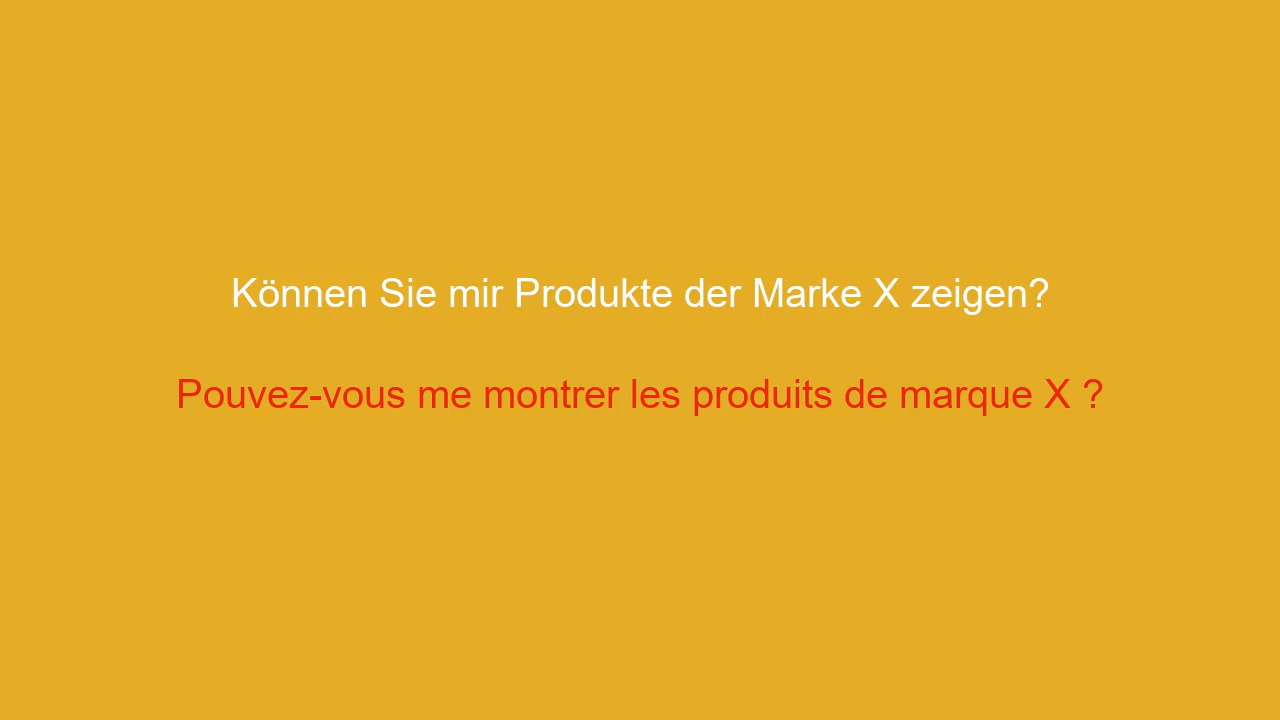 Können Sie mir Produkte der Marke X zeigen?
Pouvez-vous me montrer les produits de marque X ?